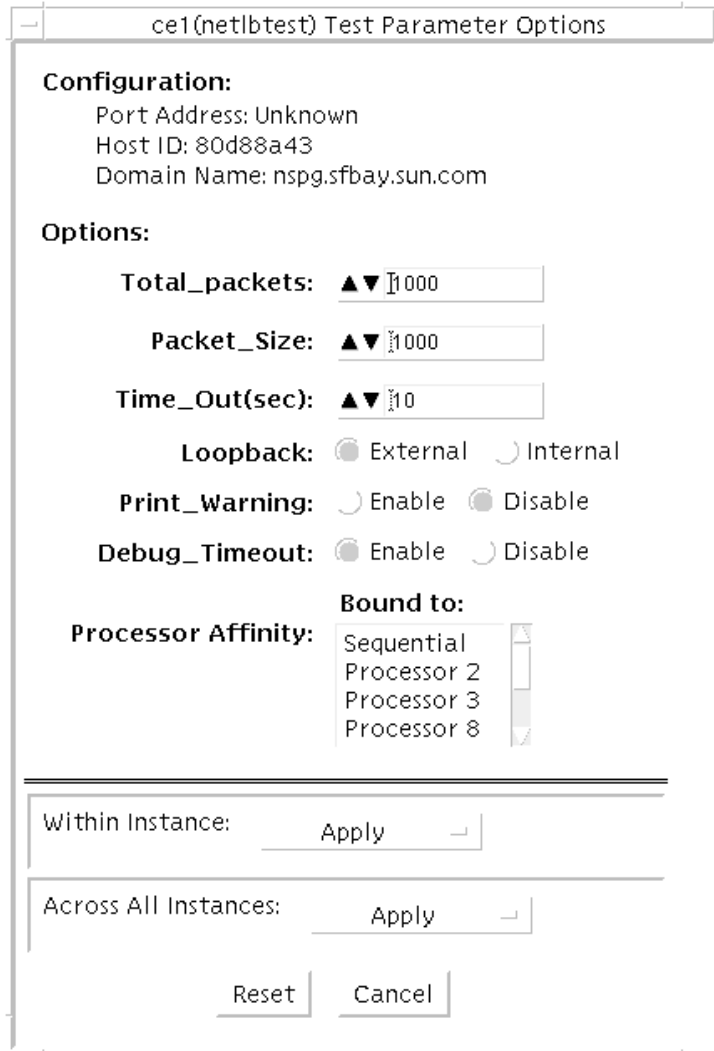 ce1(netlbtest) Test Parameter Options
Configuration:
Port Address: Unknown
Host ID: 80d88a43
Domain Name: nspg.sfbay.sun.com
Options:
Total_packets: 1000
Packet_Size: 1000
Time_Out(sec): 10
Loopback: External Internal
Print_Warning: Enable Disable
Debug_Timeout: Enable Disable
Bound to:
Processor Affinity:
Sequential
Processor 2
Processor 3
Processor 8
Within Instance: Apply
Across All Instances: Apply
Reset Cancel